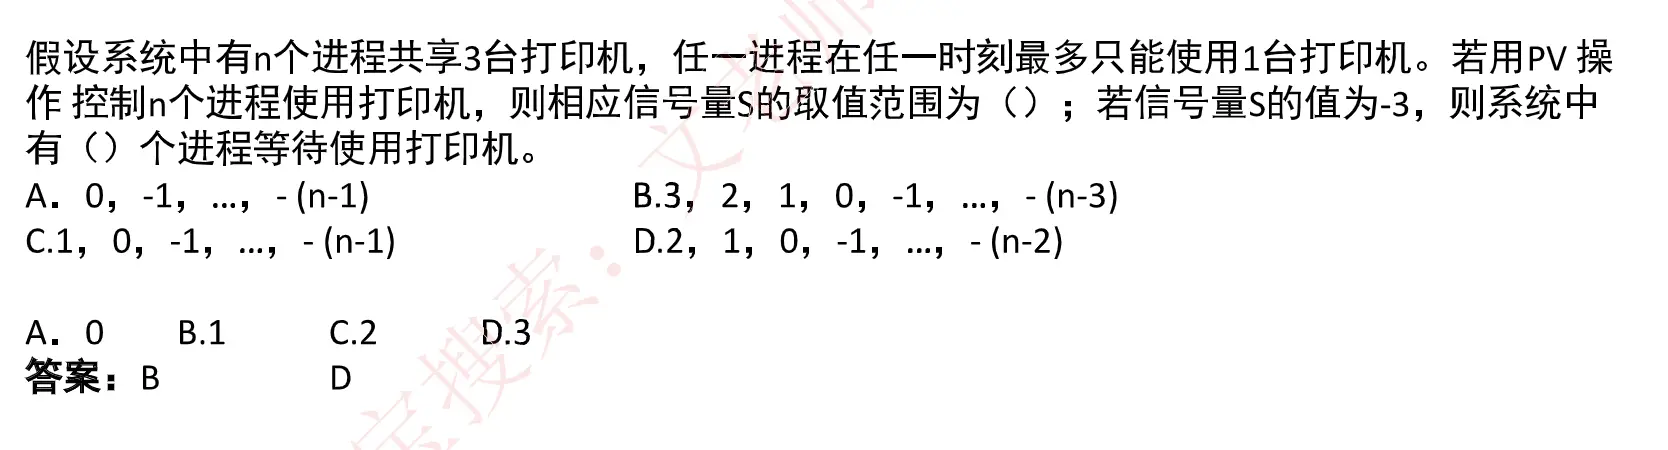 假设系统中有n个进程共享3台打印机，任一进程在任一时刻最多只能使用1台打印机。若用PV 操
作 控制n个进程使用打印机，则相应信号量S的取值范围为（）；若信号量S的值为-3，则系统中
有（）个进程等待使用打印机。
A．0，-1，…，- (n-1) B.3，2，1，0，-1，…，- (n-3)
C.1，0，-1，…，- (n-1) D.2，1，0，-1，…，- (n-2)
A．0 B.1 C.2 D.3
答案：B D
宝搜索：文老师